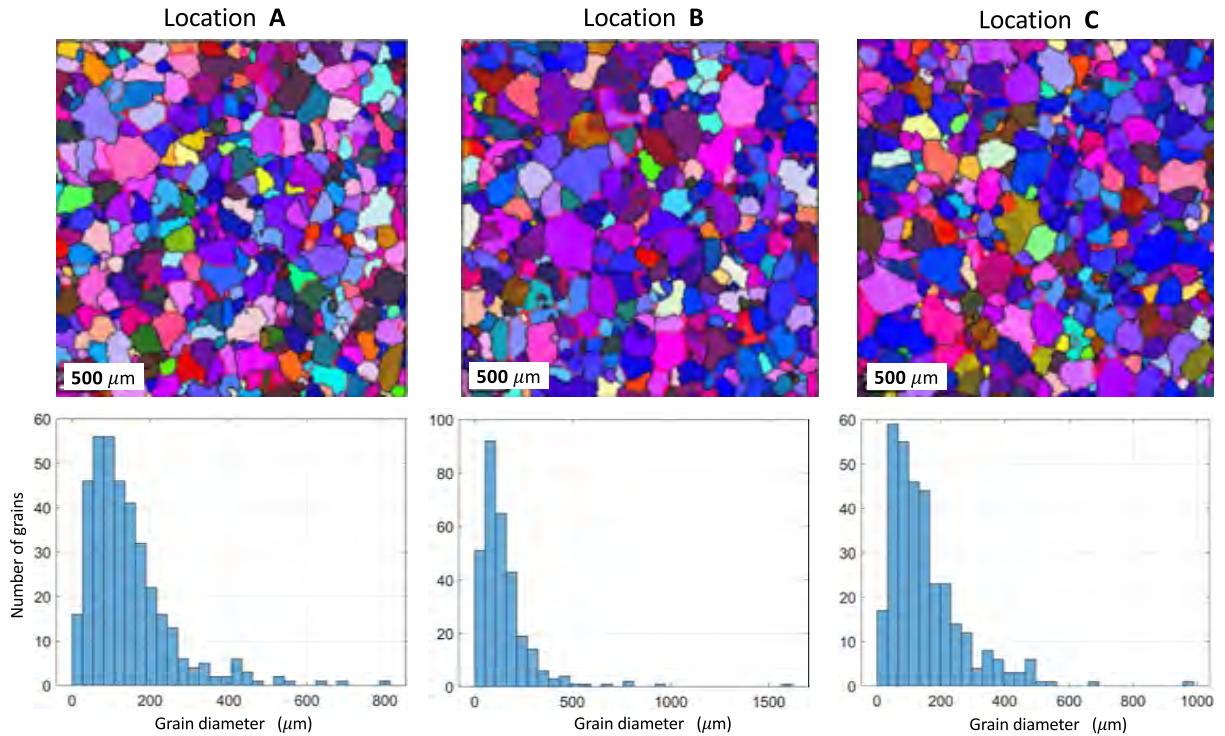 Location A
Location B
Location C
500 μm
500 μm
500 μm
Number of grains
60
50
40
30
20
10
0
0 200 400 600 800
Grain diameter (μm)
100
80
60
40
20
0
0 500 1000 1500
Grain diameter (μm)
60
50
40
30
20
10
0
0 200 400 600 800 1000
Grain diameter (μm)